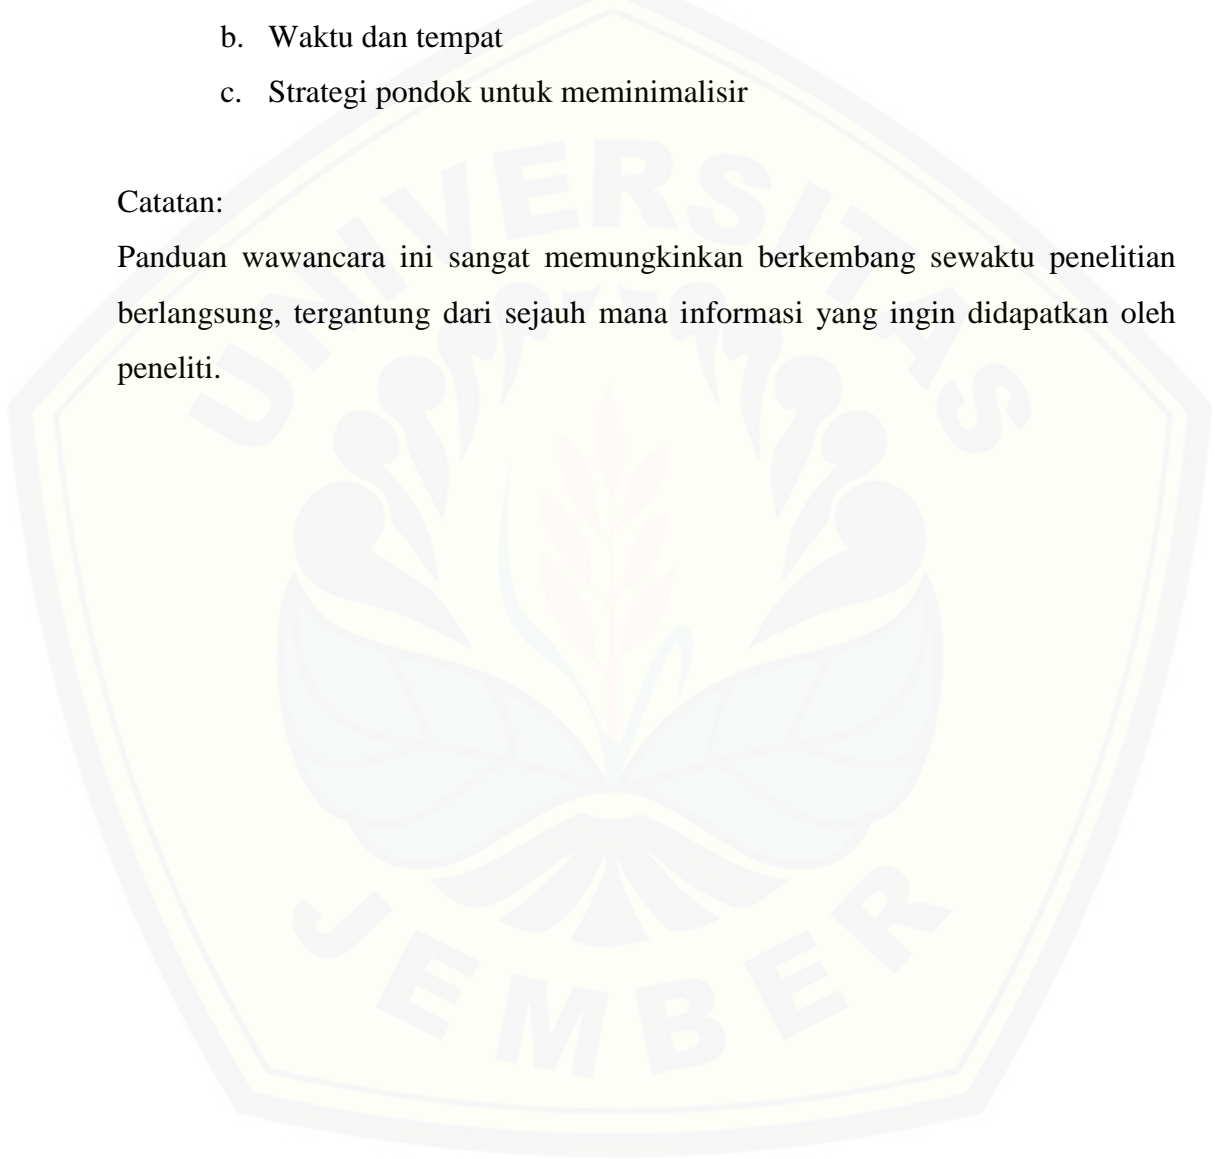 b. Waktu dan tempat
c. Strategi pondok untuk meminimalisir
Catatan:
Panduan wawancara ini sangat memungkinkan berkembang sewaktu penelitian
berlangsung, tergantung dari sejauh mana informasi yang ingin didapatkan oleh
peneliti.
UNIVERSITAS
JEMBER